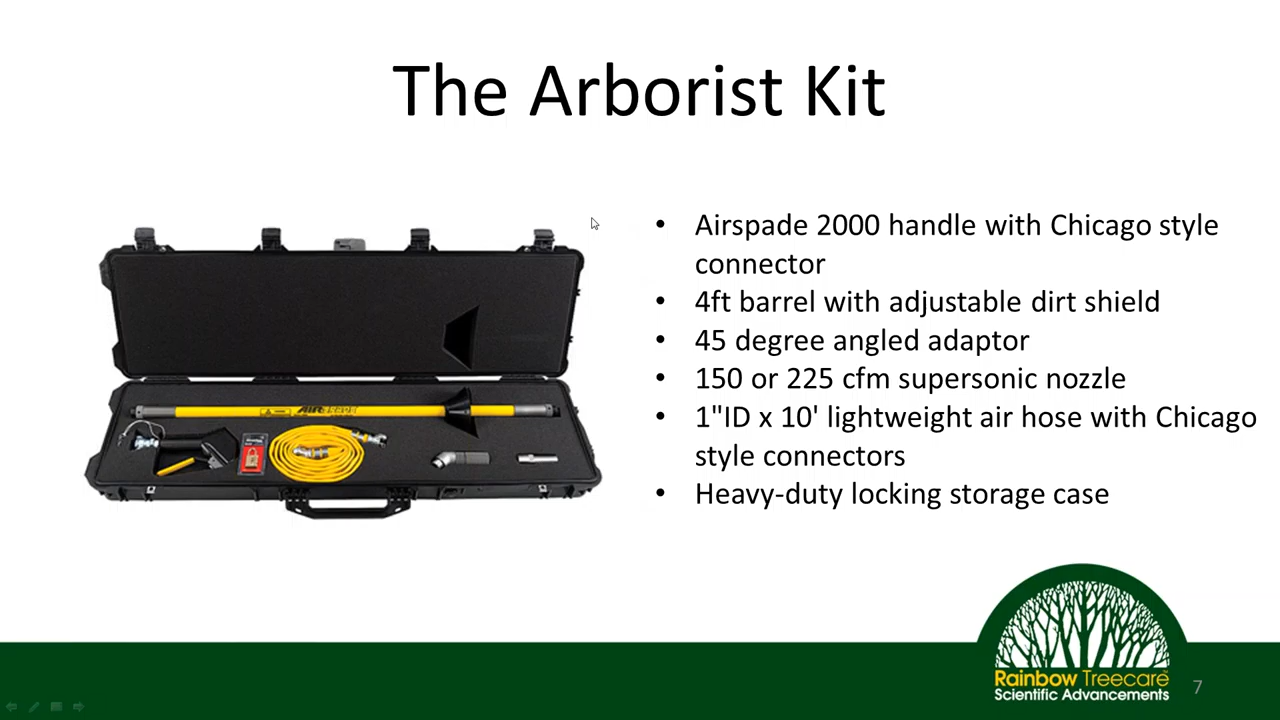 The Arborist Kit
• Airspade 2000 handle with Chicago style
connector
• 4ft barrel with adjustable dirt shield
• 45 degree angled adaptor
• 150 or 225 cfm supersonic nozzle
• 1"ID x 10' lightweight air hose with Chicago
style connectors
• Heavy-duty locking storage case
Rainbow Treecare
Scientific Advancements
7